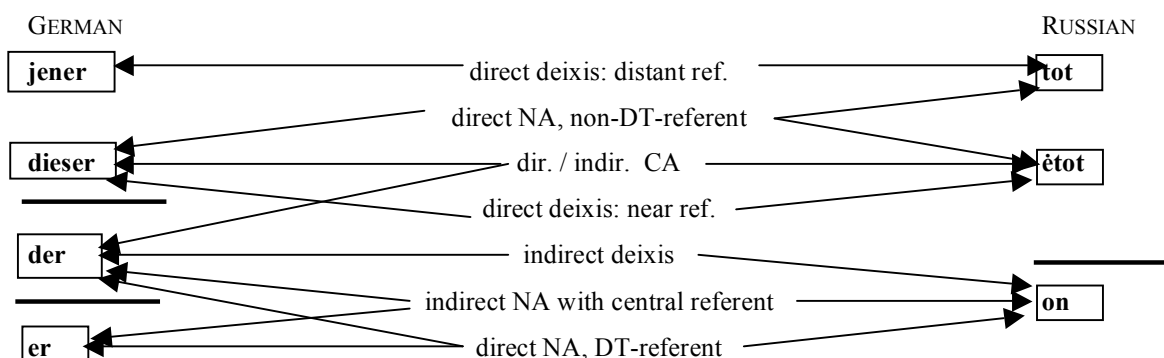 GERMAN RUSSIAN
jener direct deixis: distant ref. tot
direct NA, non-DT-referent
dieser dir. / indir. CA ėtot
direct deixis: near ref.
der indirect deixis
indirect NA with central referent on
er direct NA, DT-referent